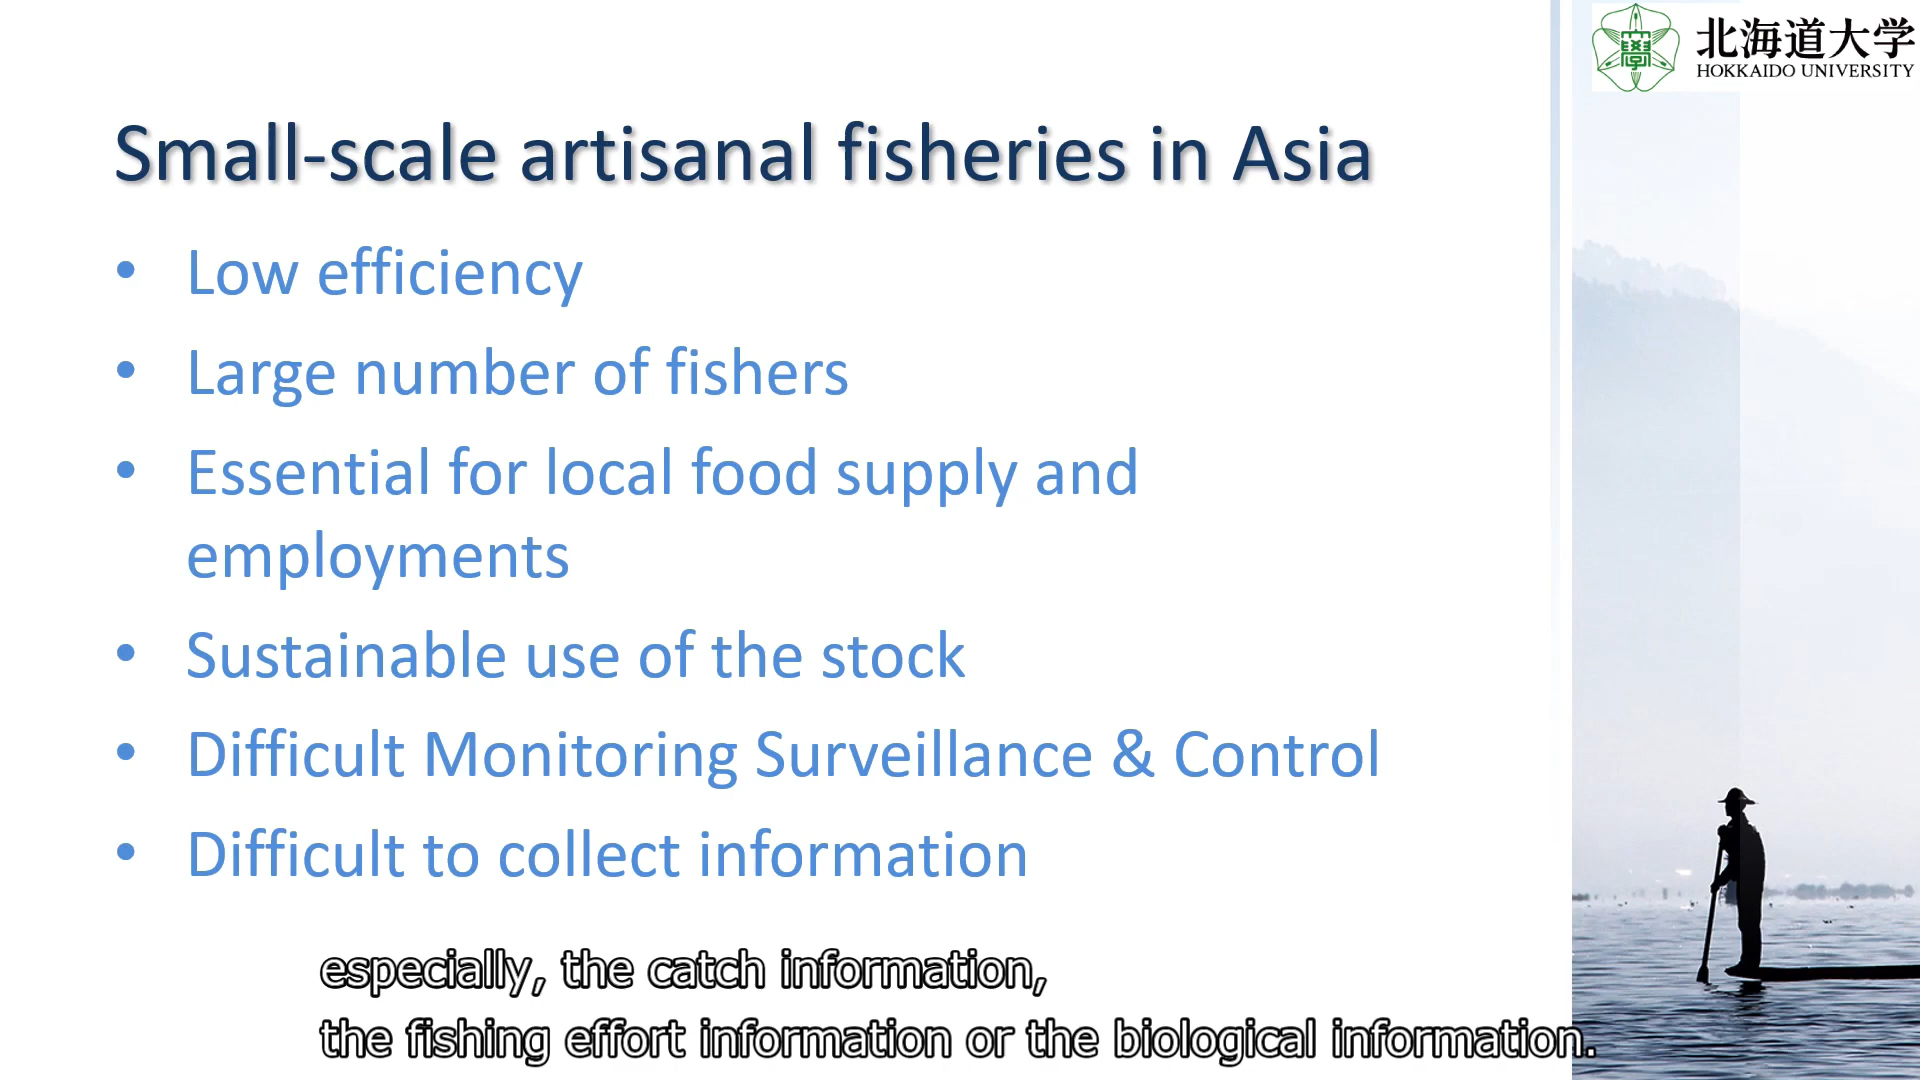 北海道大学
HOKKAIDO UNIVERSITY
Small-scale artisanal fisheries in Asia
• Low efficiency
• Large number of fishers
• Essential for local food supply and
employments
• Sustainable use of the stock
• Difficult Monitoring Surveillance & Control
• Difficult to collect information
especially, the catch information,
the fishing effort information or the biological information.